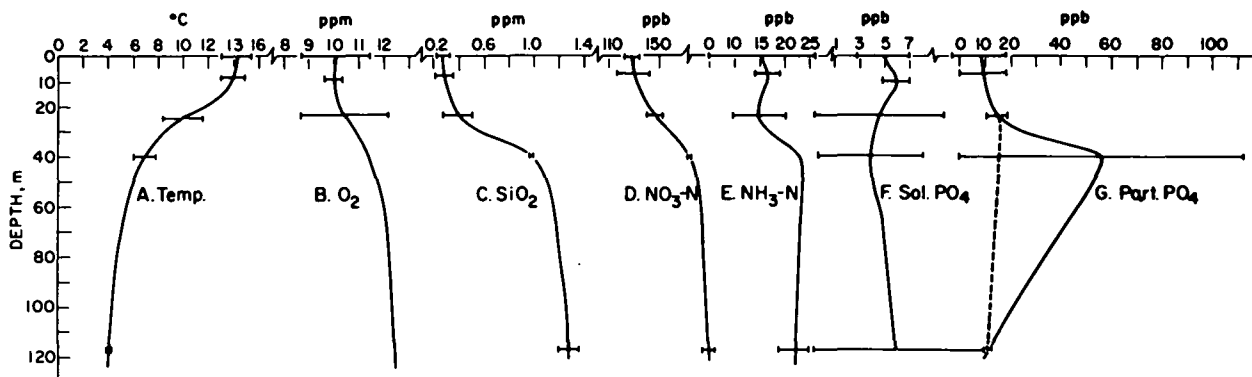 °C ppm ppm ppb ppb ppb ppb
0 2 4 6 8 10 12 13 16 8 9 10 11 12 0.2 0.6 1.0 1.4 110 150 0 5 10 15 20 25 1 3 5 7 0 10 20 40 60 80 100
0
10
20
40
60
80
100
120
DEPTH, m
A. Temp. B. O2 C. SiO2 D. NO3-N E. NH3-N F. Sol. PO4 G. Part. PO4